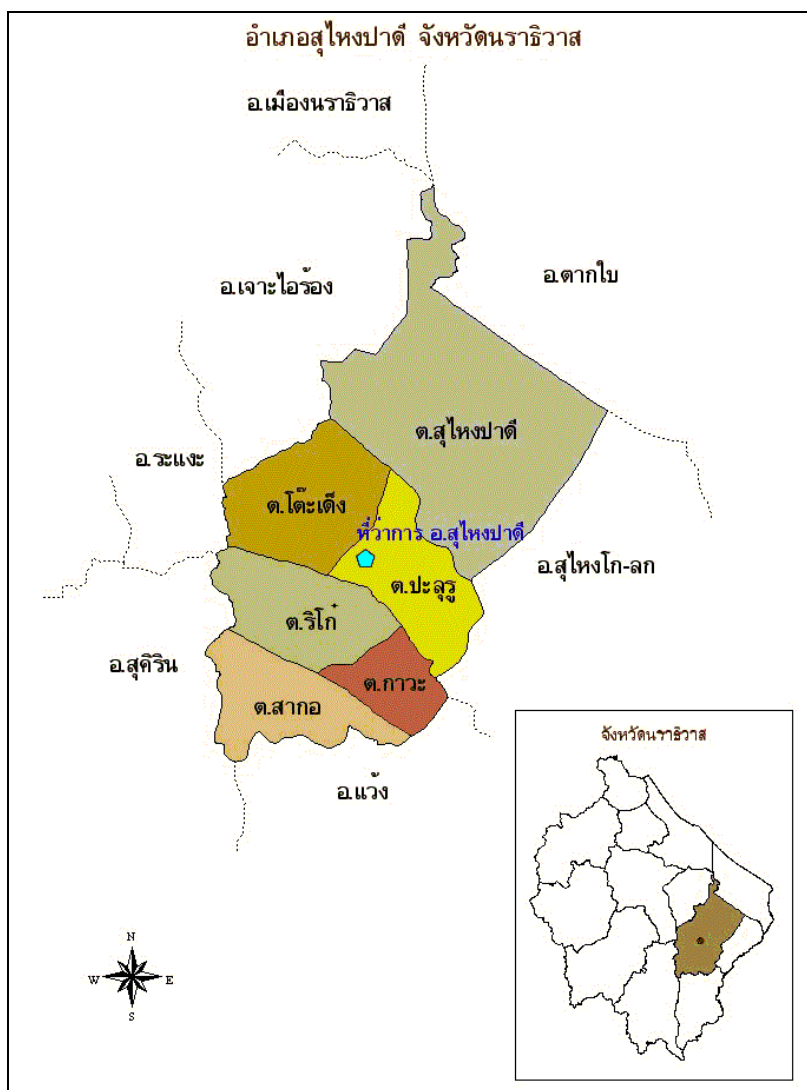 อำเภอสุไหงปาดี จังหวัดนราธิวาส
อ.เมืองนราธิวาส
อ.เจาะไอร้อง
อ.ตากใบ
ต.สุไหงปาดี
อ.ระแงะ
ต.โต๊ะเด็ง
ที่ว่าการ อ.สุไหงปาดี
อ.สุไหงโก-ลก
ต.ปะลุรู
ต.ริโก๋
อ.สุคิริน
ต.กาวะ
ต.สากอ
จังหวัดนราธิวาส
อ.แว้ง
N
W E
S